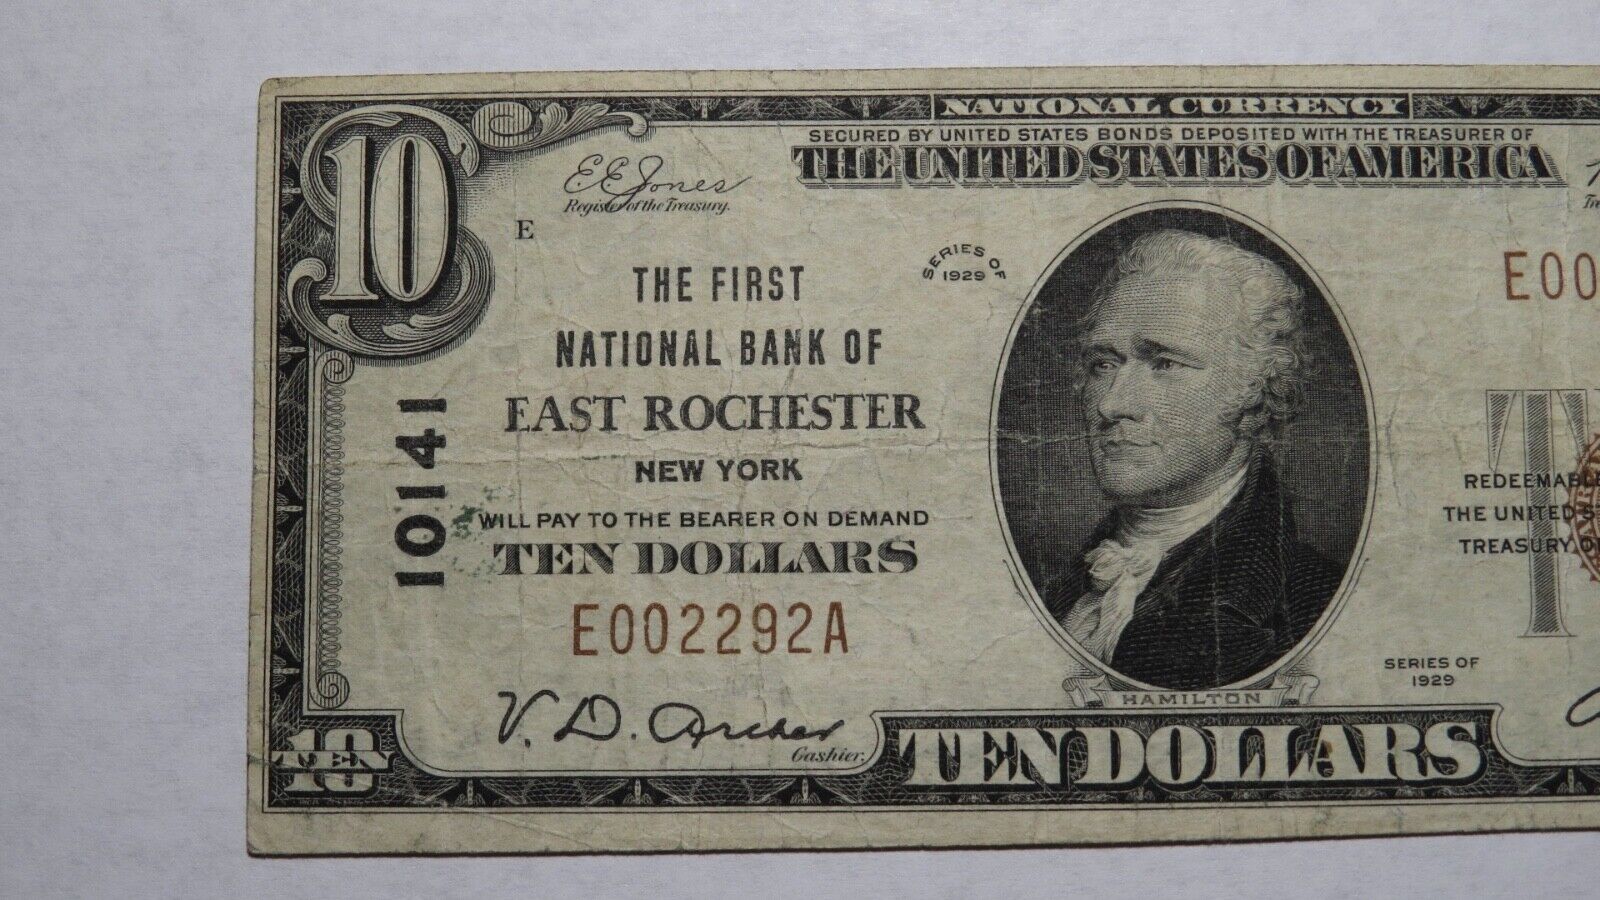 NATIONAL CURRENCY
SECURED BY UNITED STATES BONDS DEPOSITED WITH THE TREASURER OF
THE UNITED STATES OF AMERICA
10
E.E. Jones
Register of the Treasury.
E
SERIES OF
1929
E00
THE FIRST
NATIONAL BANK OF
EAST ROCHESTER
NEW YORK
10141
WILL PAY TO THE BEARER ON DEMAND
TEN DOLLARS
E002292A
REDEEMABLE
THE UNITED S
TREASURY O
T
SERIES OF
1929
HAMILTON
V. D. Archer
Cashier.
10
TEN
TEN DOLLARS